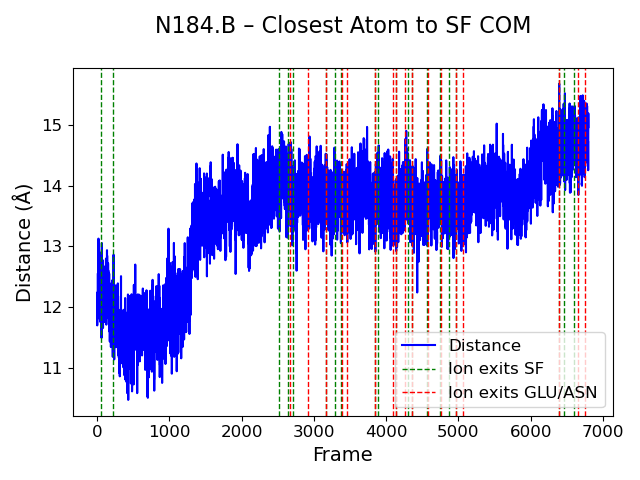 N184.B – Closest Atom to SF COM
Distance (Å)
15
14
13
12
11
Distance
Ion exits SF
Ion exits GLU/ASN
0 1000 2000 3000 4000 5000 6000 7000
Frame